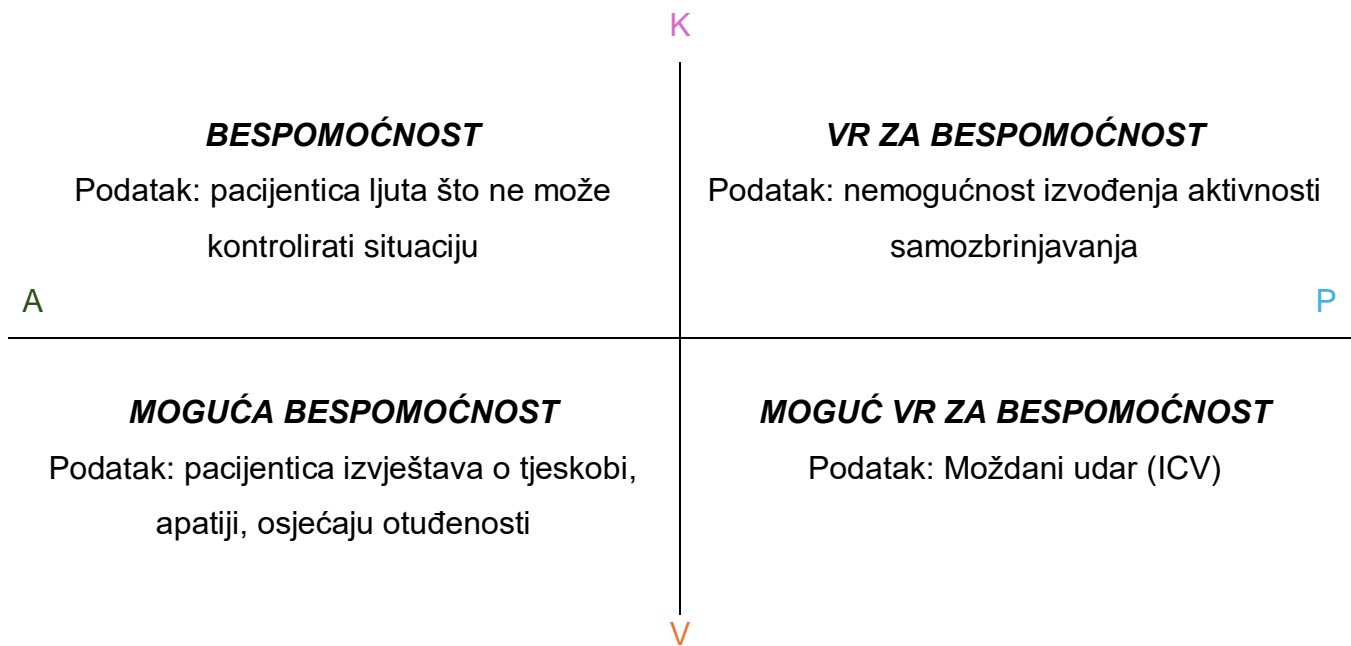 K
BESPOMOĆNOST
Podatak: pacijentica ljuta što ne može
kontrolirati situaciju
VR ZA BESPOMOĆNOST
Podatak: nemogućnost izvođenja aktivnosti
samozbrinjavanja
A
P
MOGUĆA BESPOMOĆNOST
Podatak: pacijentica izvještava o tjeskobi,
apatiji, osjećaju otuđenosti
MOGUĆ VR ZA BESPOMOĆNOST
Podatak: Moždani udar (ICV)
V